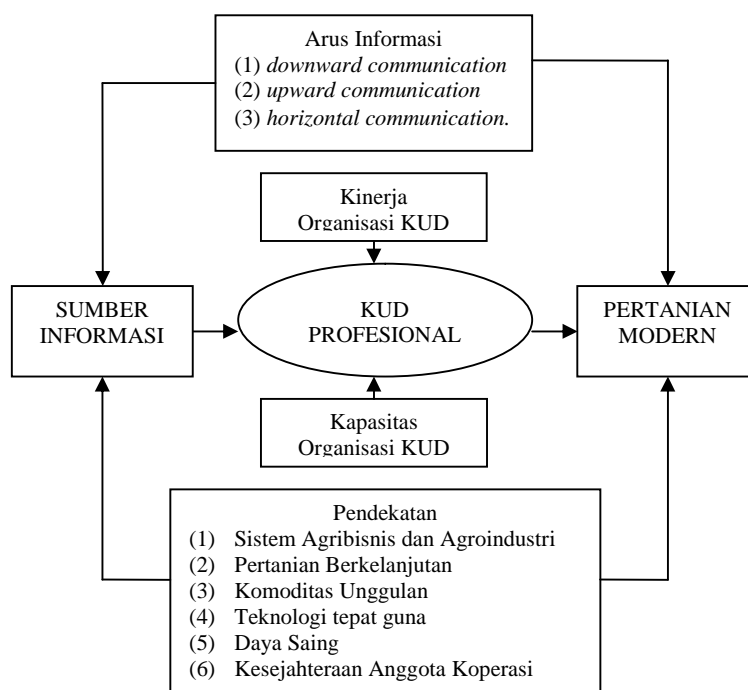 Arus Informasi
(1) downward communication
(2) upward communication
(3) horizontal communication.
Kinerja
Organisasi KUD
SUMBER
INFORMASI
KUD
PROFESIONAL
PERTANIAN
MODERN
Kapasitas
Organisasi KUD
Pendekatan
(1) Sistem Agribisnis dan Agroindustri
(2) Pertanian Berkelanjutan
(3) Komoditas Unggulan
(4) Teknologi tepat guna
(5) Daya Saing
(6) Kesejahteraan Anggota Koperasi